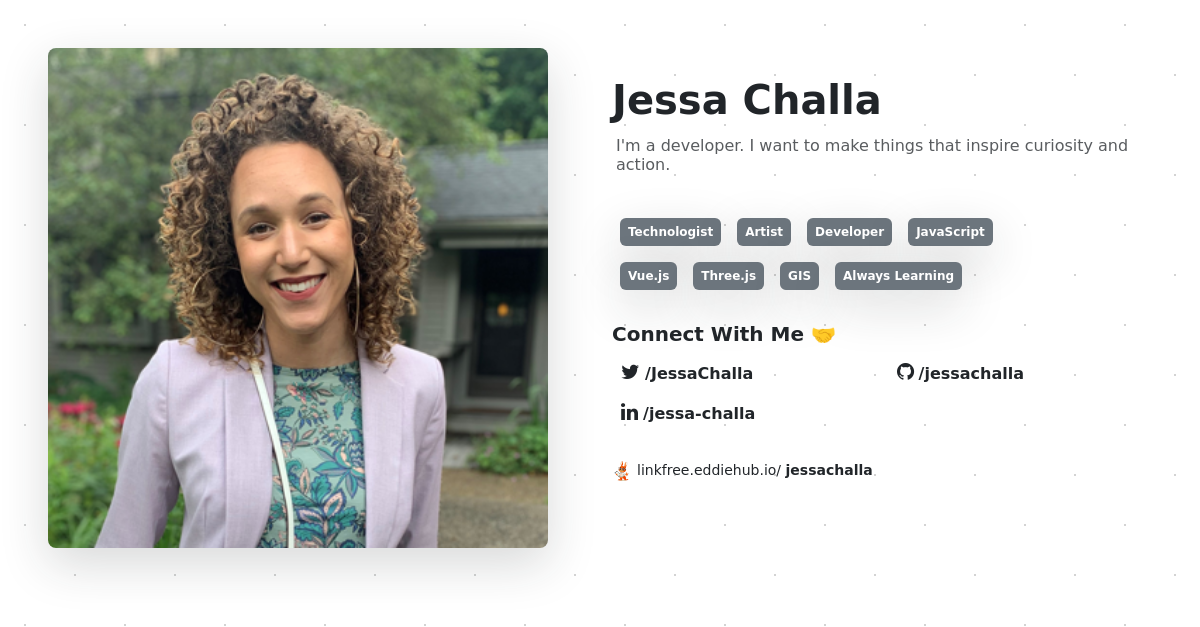 Jessa Challa
I'm a developer. I want to make things that inspire curiosity and
action.
Technologist Artist Developer JavaScript
Vue.js Three.js GIS Always Learning
Connect With Me 🤝
/JessaChalla /jessachalla
in /jessa-challa
linkfree.eddiehub.io/ jessachalla